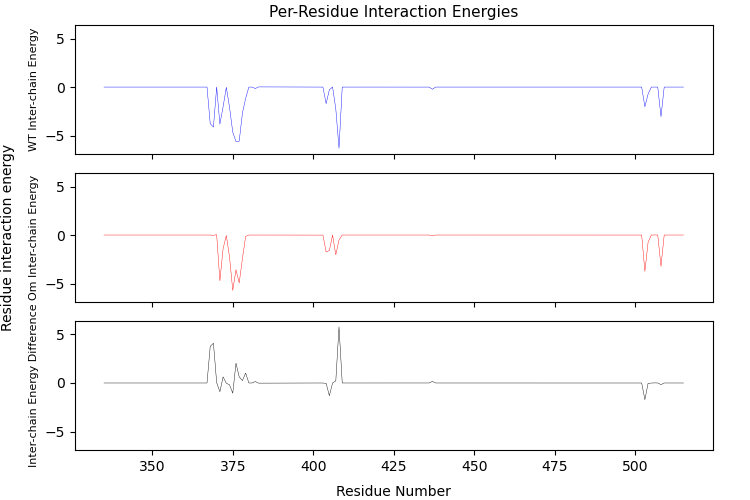 Per-Residue Interaction Energies
Residue interaction energy
WT Inter-chain Energy
5
0
−5
Om Inter-chain Energy
5
0
−5
Inter-chain Energy Difference
5
0
−5
350
375
400
425
450
475
500
Residue Number